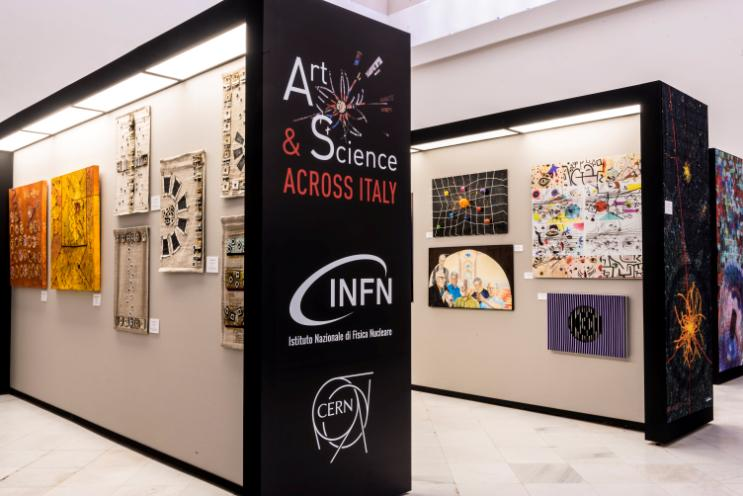 Art
& Science
ACROSS ITALY
INFN
Istituto Nazionale di Fisica Nucleare
CERN